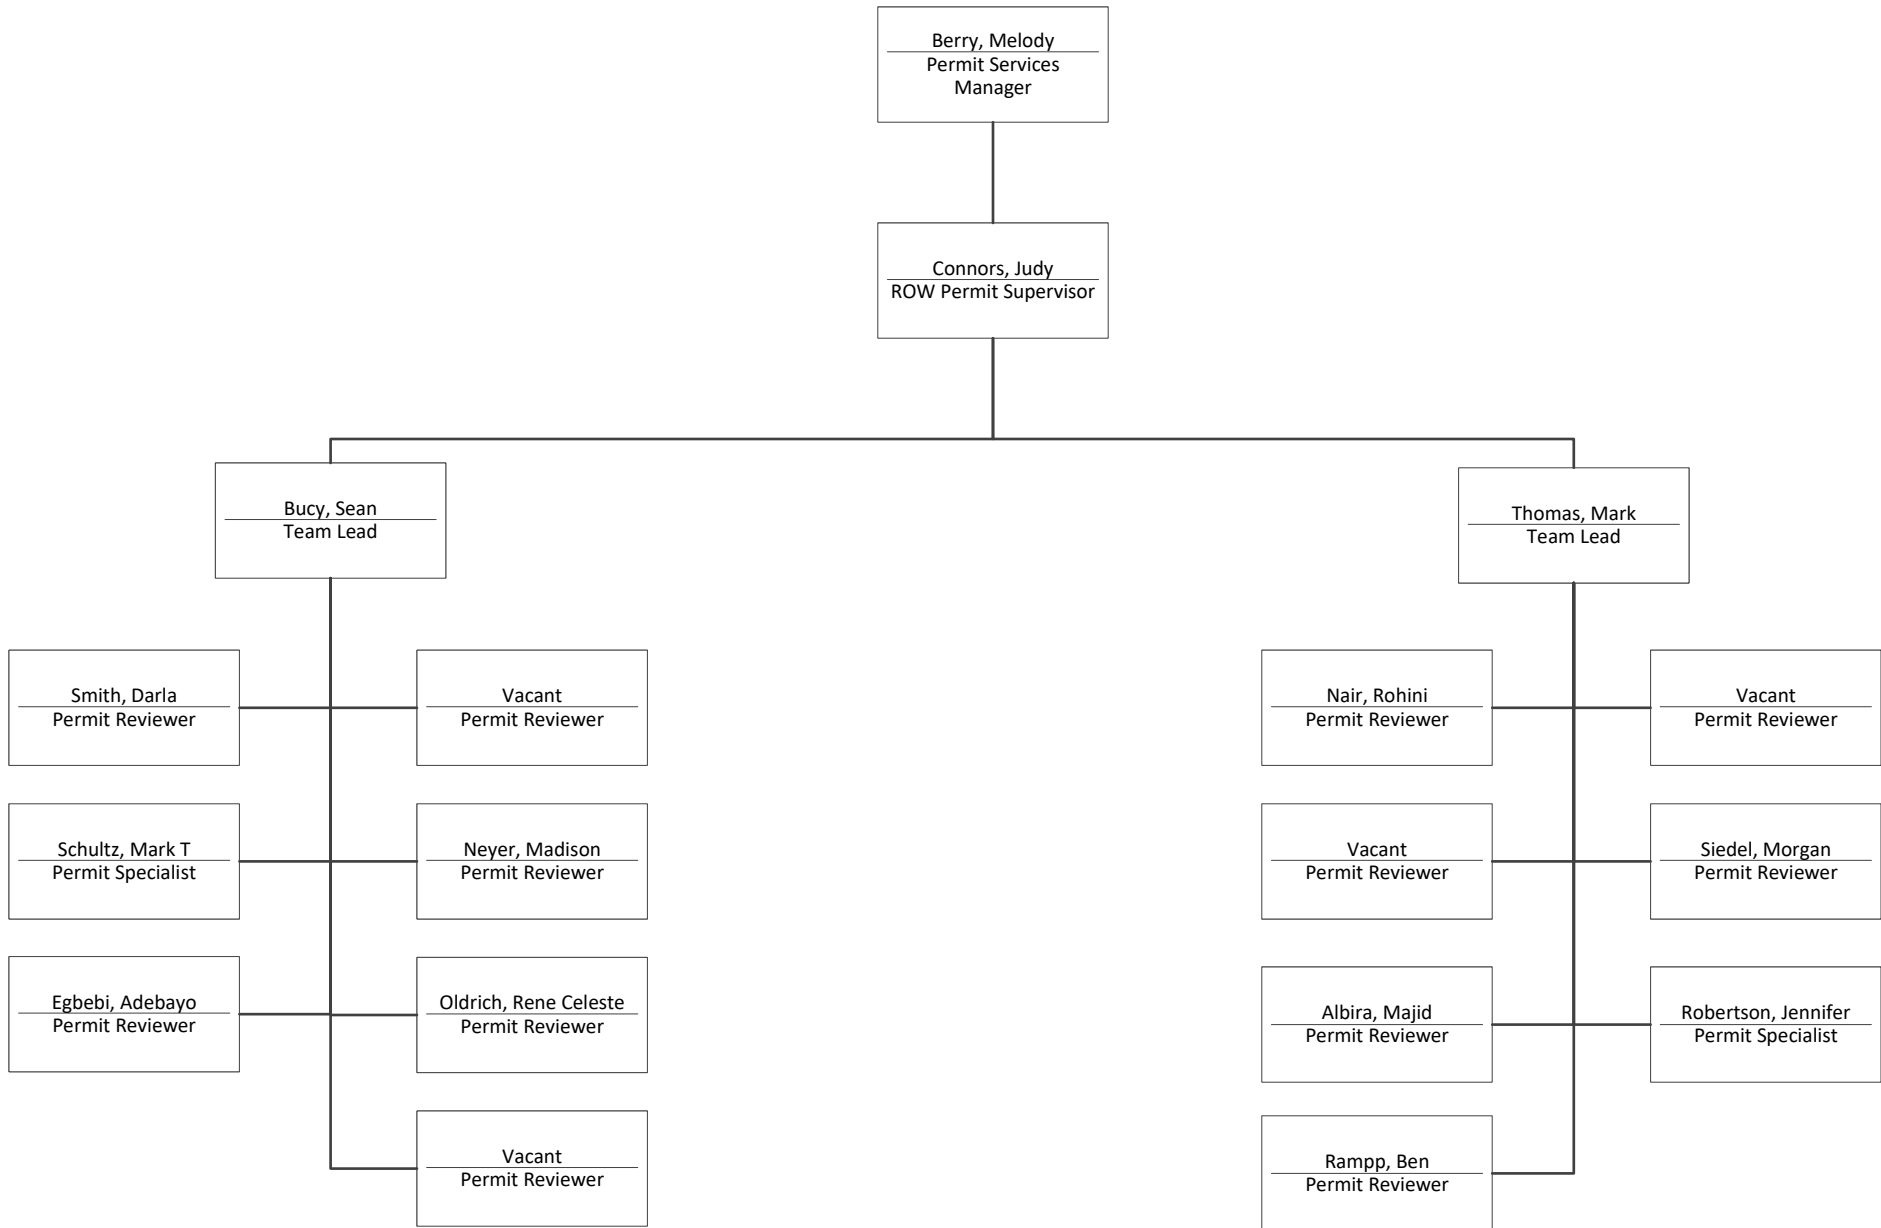 Berry, Melody
Permit Services
Manager
Connors, Judy
ROW Permit Supervisor
Bucy, Sean
Team Lead
Thomas, Mark
Team Lead
Smith, Darla
Permit Reviewer
Vacant
Permit Reviewer
Nair, Rohini
Permit Reviewer
Vacant
Permit Reviewer
Schultz, Mark T
Permit Specialist
Neyer, Madison
Permit Reviewer
Vacant
Permit Reviewer
Siedel, Morgan
Permit Reviewer
Egbebi, Adebayo
Permit Reviewer
Oldrich, Rene Celeste
Permit Reviewer
Albira, Majid
Permit Reviewer
Robertson, Jennifer
Permit Specialist
Vacant
Permit Reviewer
Rampp, Ben
Permit Reviewer